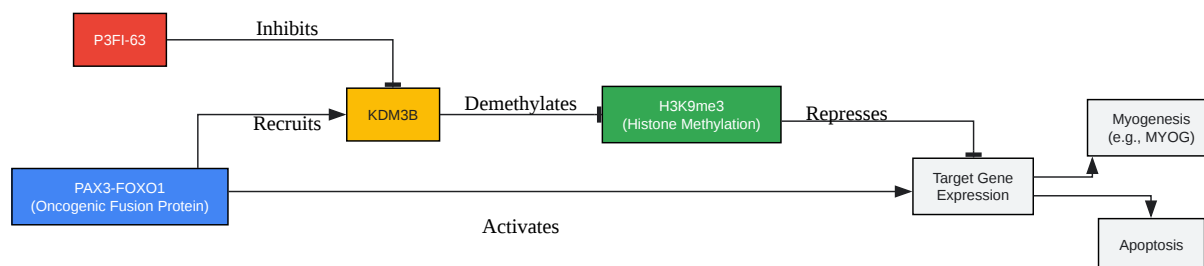 P3FI-63
Inhibits
KDM3B
Recruits
Demethylates
H3K9me3
(Histone Methylation)
Represses
Myogenesis
(e.g., MYOG)
PAX3-FOXO1
(Oncogenic Fusion Protein)
Activates
Target Gene
Expression
Apoptosis